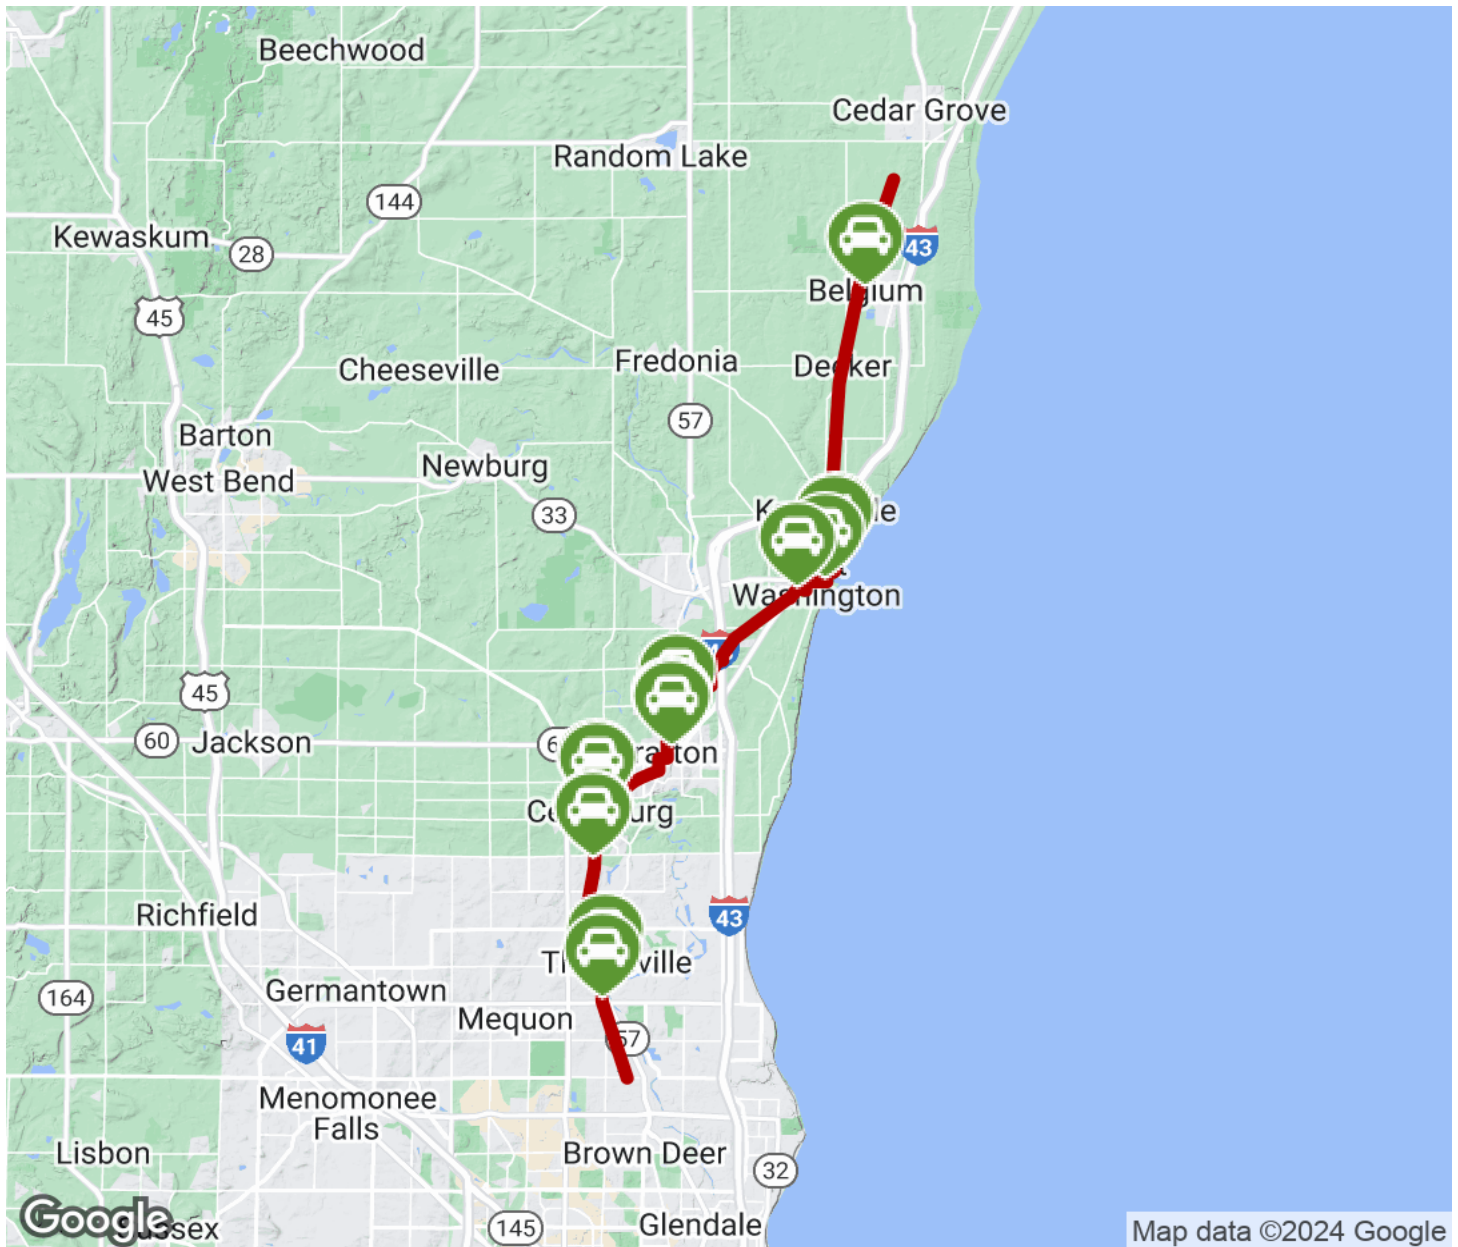 Beechwood
Cedar Grove
Random Lake
144
Kewaskum
28
43
45
Belgium
Fredonia
Decker
Cheeseville
57
Barton
Newburg
West Bend
33
Washington
45
60
Jackson
43
Richfield
164
Germantown
Mequon
57
41
Menomonee
Falls
Lisbon
Brown Deer
32
Google
145
Glendale
Map data ©2024 Google